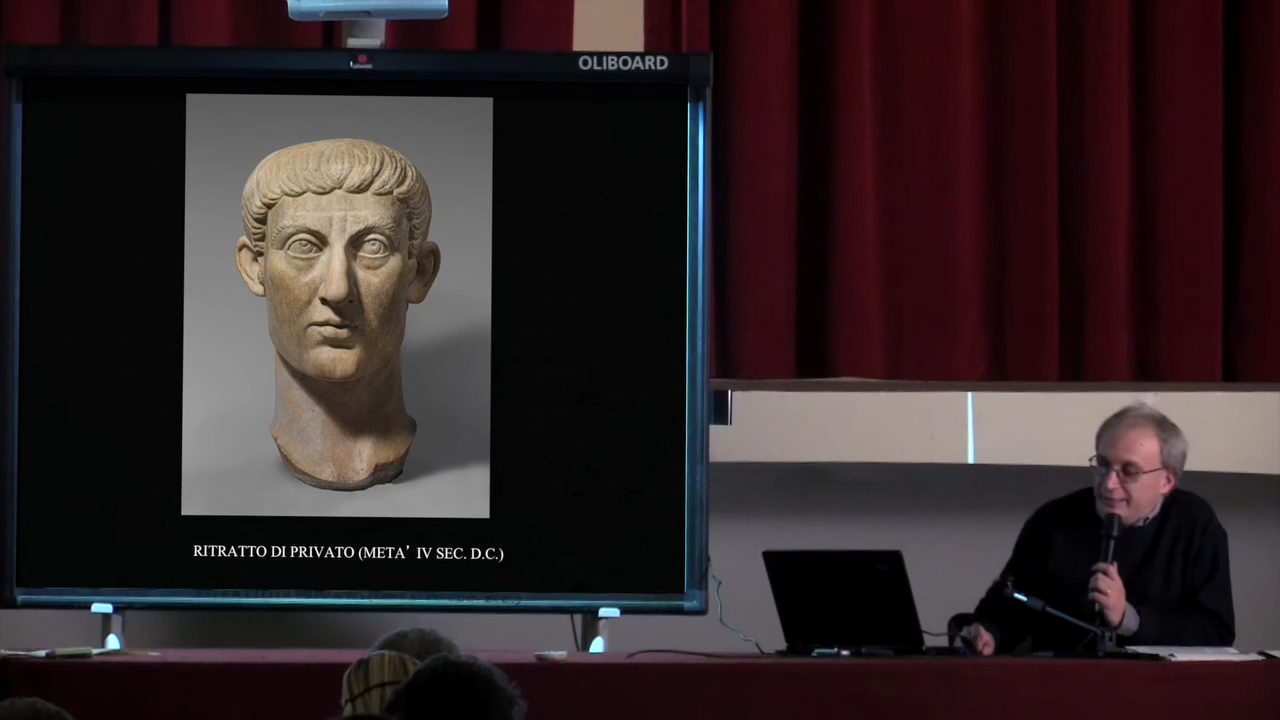 OLIBOARD
RITRATTO DI PRIVATO (META’ IV SEC. D.C.)